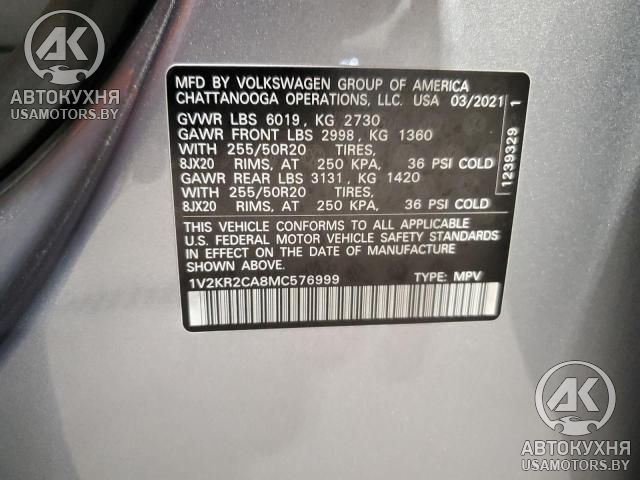 AK
АВТОКУХНЯ
USAMOTORS.BY
MFD BY VOLKSWAGEN GROUP OF AMERICA
CHATTANOOGA OPERATIONS, LLC. USA 03/2021
GVWR LBS 6019, KG 2730
GAWR FRONT LBS 2998, KG 1360
WITH 255/50R20 TIRES,
8JX20 RIMS, AT 250 KPA, 36 PSI COLD
GAWR REAR LBS 3131, KG 1420
WITH 255/50R20 TIRES,
8JX20 RIMS, AT 250 KPA, 36 PSI COLD
1239329 1
THIS VEHICLE CONFORMS TO ALL APPLICABLE
U.S. FEDERAL MOTOR VEHICLE SAFETY STANDARDS
IN EFFECT ON THE DATE OF MANUFACTURE
SHOWN ABOVE.
1V2KR2CA8MC576999 TYPE: MPV
AK
АВТОКУХНЯ
USAMOTORS.BY